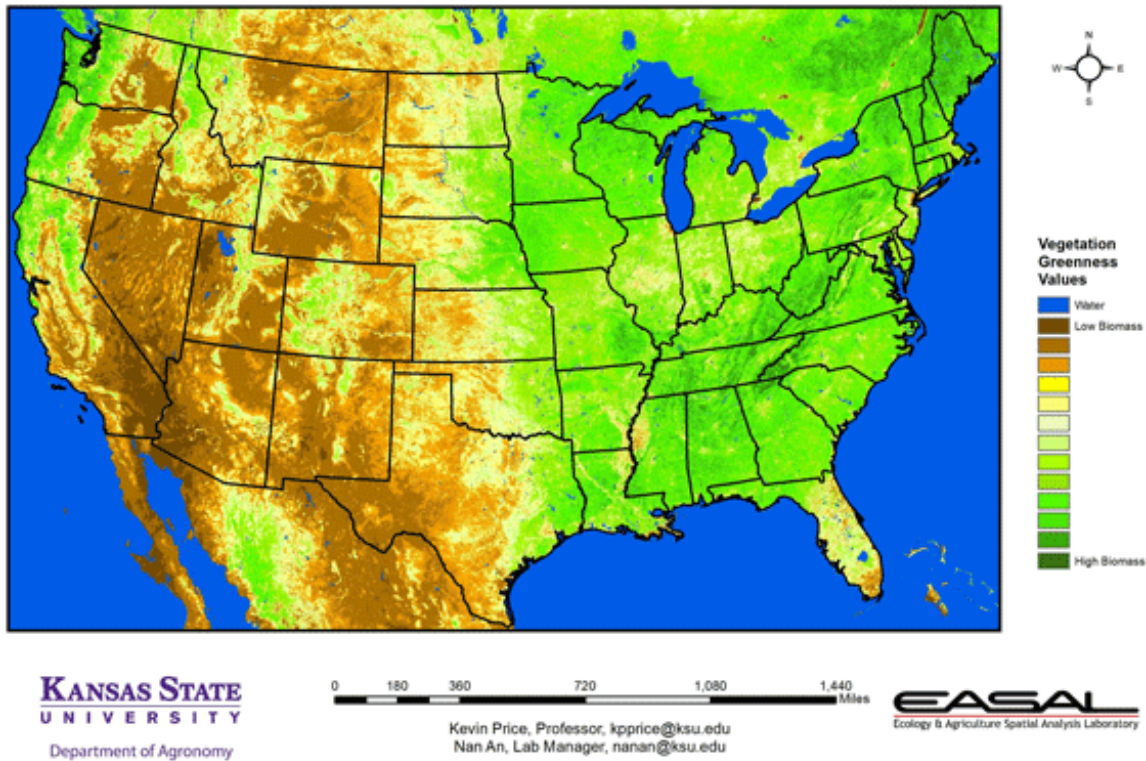 N
W
E
S
Vegetation
Greenness
Values
Water
Low Biomass
High Biomass
KANSAS STATE
UNIVERSITY
Department of Agronomy
0 180 360 720 1,080 1,440
Miles
Kevin Price, Professor, kpprice@ksu.edu
Nan An, Lab Manager, nanan@ksu.edu
EASAL
Ecology & Agriculture Spatial Analysis Laboratory